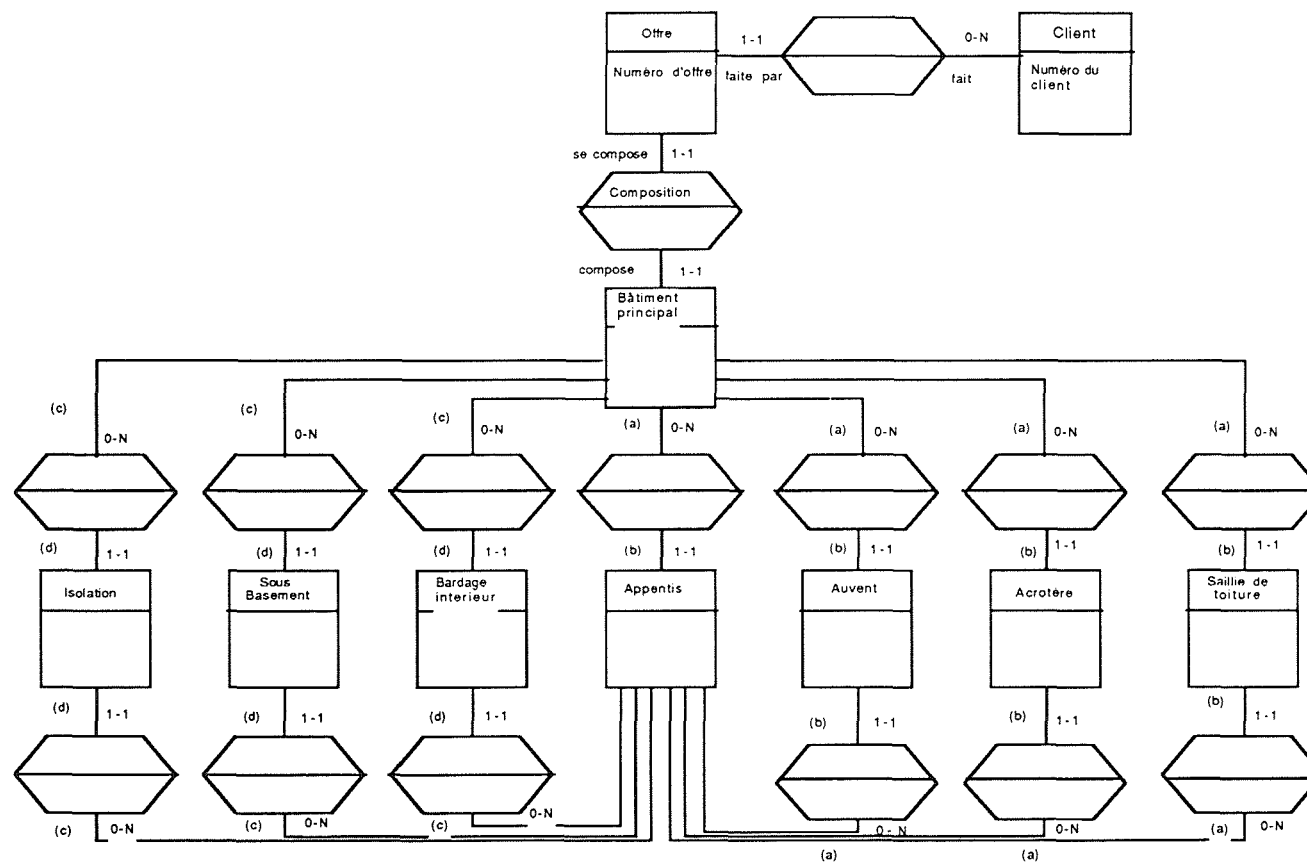 Offre
Numéro d'offre
1-1
faite par
0-N
fait
Client
Numéro du
client
se compose
1-1
Composition
compose
1-1
Bâtiment
principal
(c)
0-N
(c)
0-N
(c)
0-N
(a)
0-N
(a)
0-N
(a)
0-N
(a)
0-N
(d)
1-1
(d)
1-1
(d)
1-1
(b)
1-1
(b)
1-1
(b)
1-1
(b)
1-1
Isolation
Sous
Basement
Bardage
interieur
Appentis
Auvent
Acrotère
Saillie de
toiture
(d)
1-1
(d)
1-1
(d)
1-1
(b)
1-1
(b)
1-1
(b)
1-1
(c)
0-N
(c)
0-N
(c)
0-N
0-N
(a)
0-N
(a)
(a)
0-N